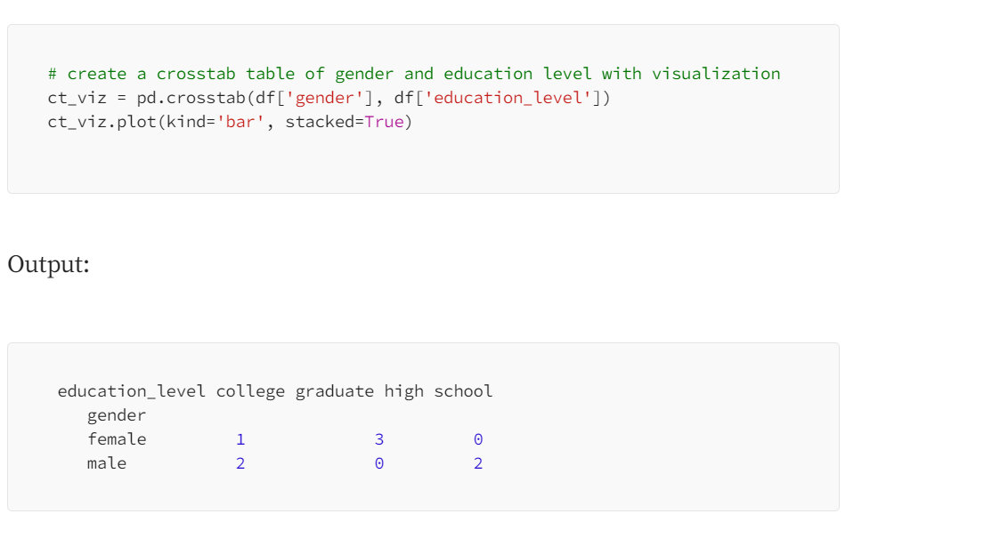 # create a crosstab table of gender and education level with visualization
ct_viz = pd.crosstab(df['gender'], df['education_level'])
ct_viz.plot(kind='bar', stacked=True)
Output:
education_level college graduate high school
gender
female 1 3 0
male 2 0 2